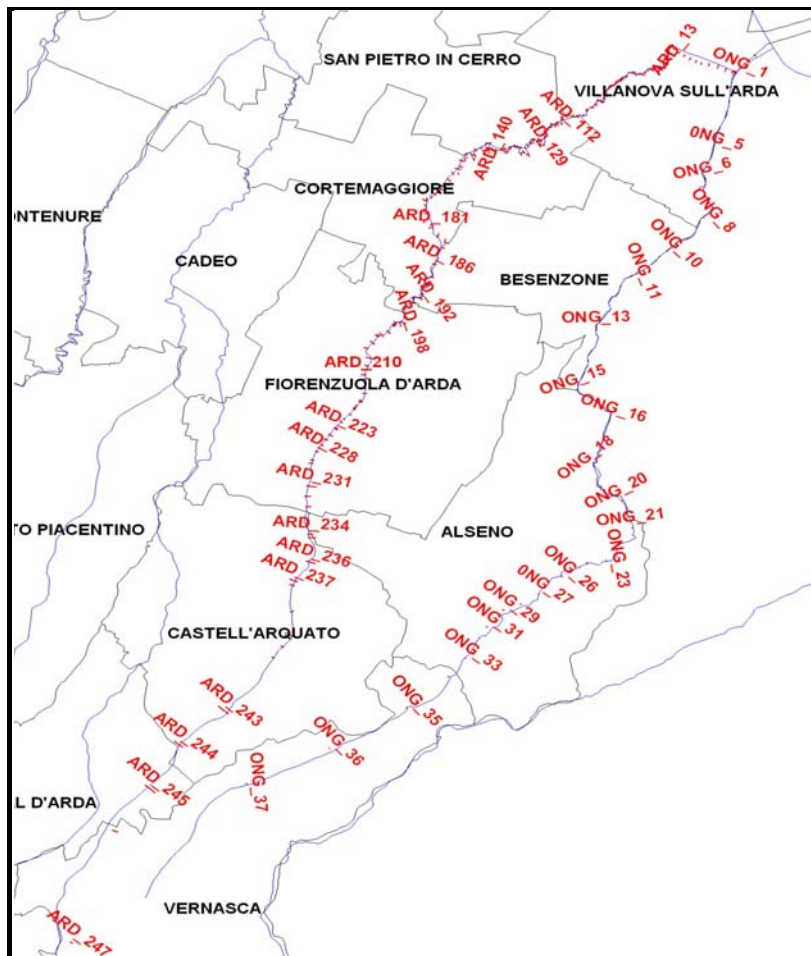 ARD_13
ONG_1
SAN PIETRO IN CERRO
VILLANOVA SULL'ARDA
ARD_112
ARD_140
ARD_129
0NG_5
ONG_6
CORTEMAGGIORE
ONTENURE
ARD_181
ONG_8
CADEO
ARD_186
ONG_10
BESENZONE
ONG_11
ARD_192
ARD_198
ONG_13
ARD_210
FIORENZUOLA D'ARDA
ONG_15
ONG_16
ARD_223
ARD_228
ONG_18
ARD_231
ONG_20
ONG_21
TO PIACENTINO
ARD_234
ALSENO
ARD_236
ARD_237
ONG_23
ONG_26
0NG_27
ONG_29
ONG_31
CASTELL'ARQUATO
ONG_33
ARD_243
ONG_35
ARD_244
ONG_36
ARD_245
ONG_37
L D'ARDA
VERNASCA
ARD_247